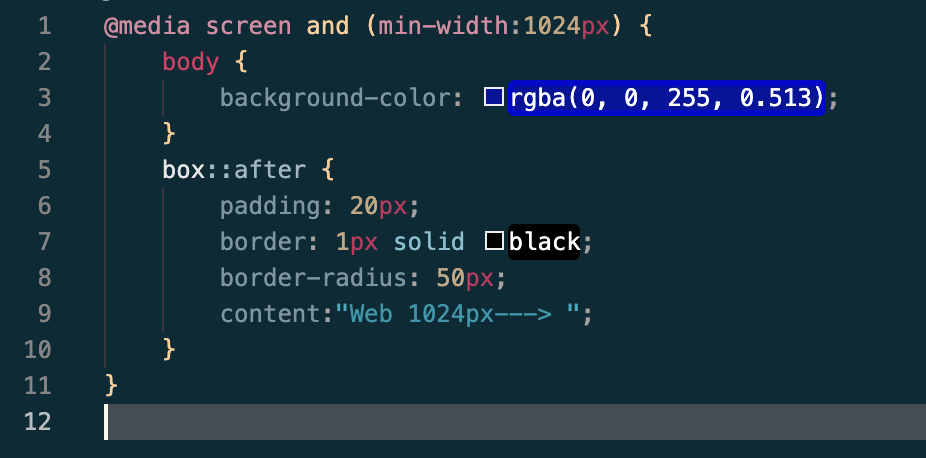 1 @media screen and (min-width:1024px) {
2 body {
3 background-color: rgba(0, 0, 255, 0.513);
4 }
5 box::after {
6 padding: 20px;
7 border: 1px solid black;
8 border-radius: 50px;
9 content:"Web 1024px---> ";
10 }
11 }
12